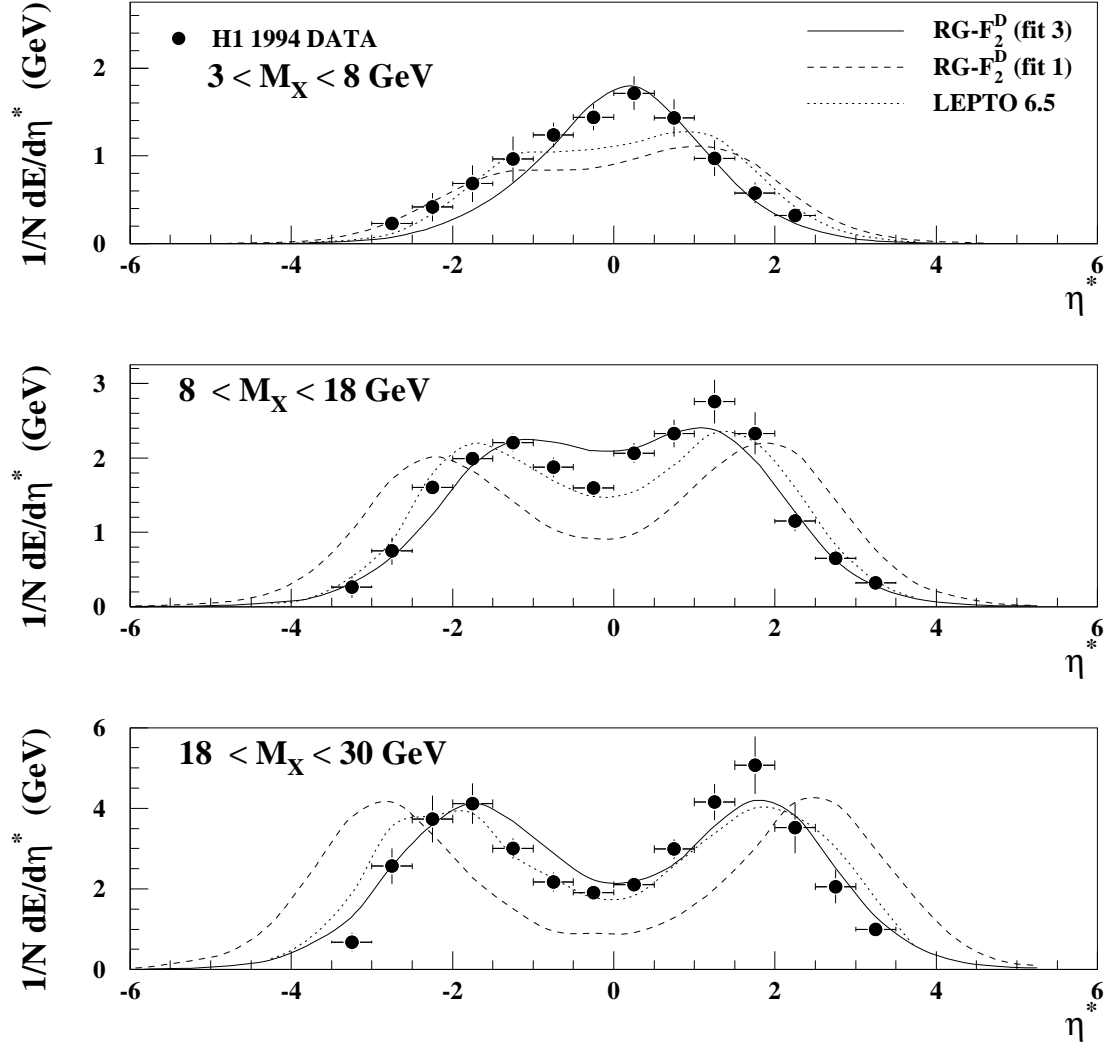 1/N dE/dη* (GeV)
2
1
0
H1 1994 DATA
3 < M_X < 8 GeV
RG-F_2^D (fit 3)
RG-F_2^D (fit 1)
LEPTO 6.5
-6 -4 -2 0 2 4 6
η*
1/N dE/dη* (GeV)
3
2
1
0
8 < M_X < 18 GeV
-6 -4 -2 0 2 4 6
η*
1/N dE/dη* (GeV)
6
4
2
0
18 < M_X < 30 GeV
-6 -4 -2 0 2 4 6
η*